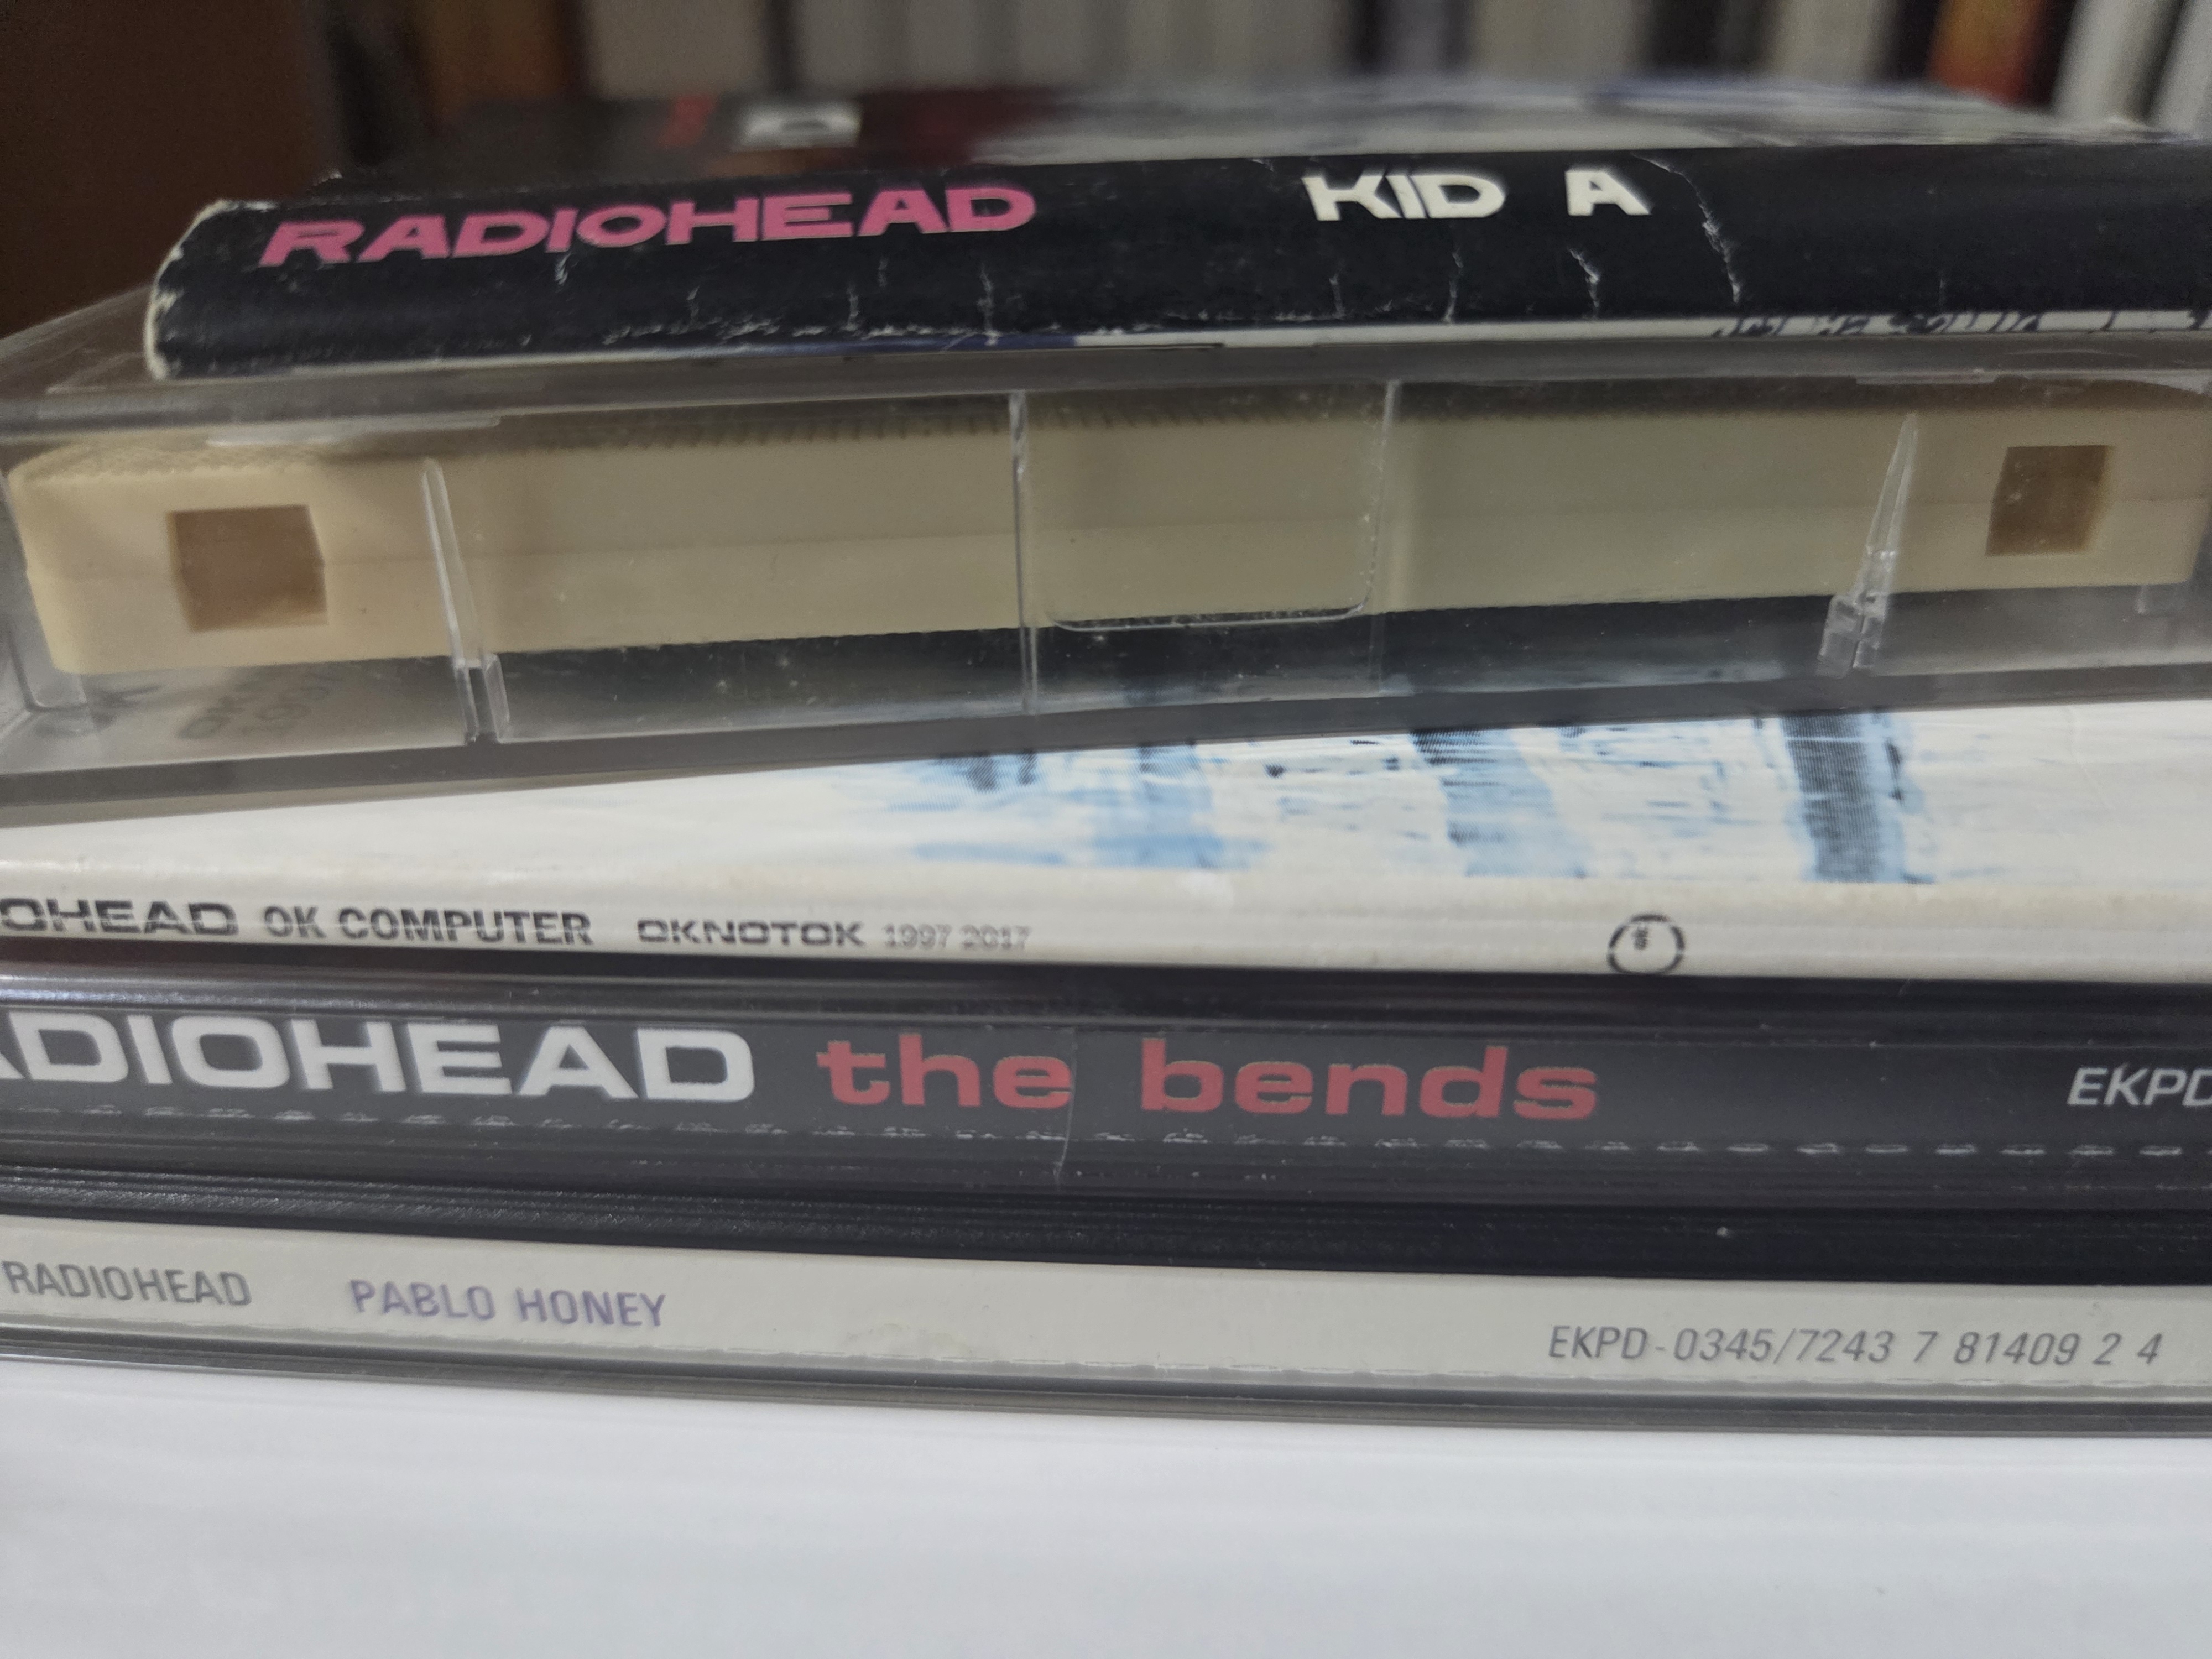 RADIOHEAD KID A
OHEAD OK COMPUTER OKNOTOK 1997 2017
ADIOHEAD the bends EKPD
RADIOHEAD PABLO HONEY EKPD-0345/7243 7 81409 2 4